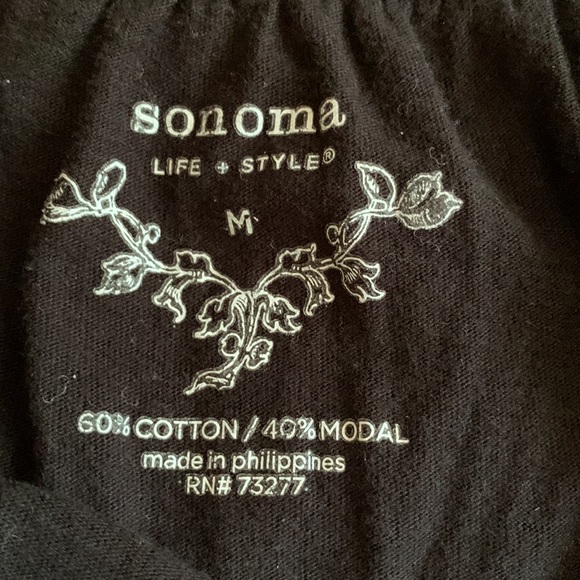 sonoma
LIFE + STYLE®
M
60% COTTON / 40% MODAL
made in philippines
RN# 73277